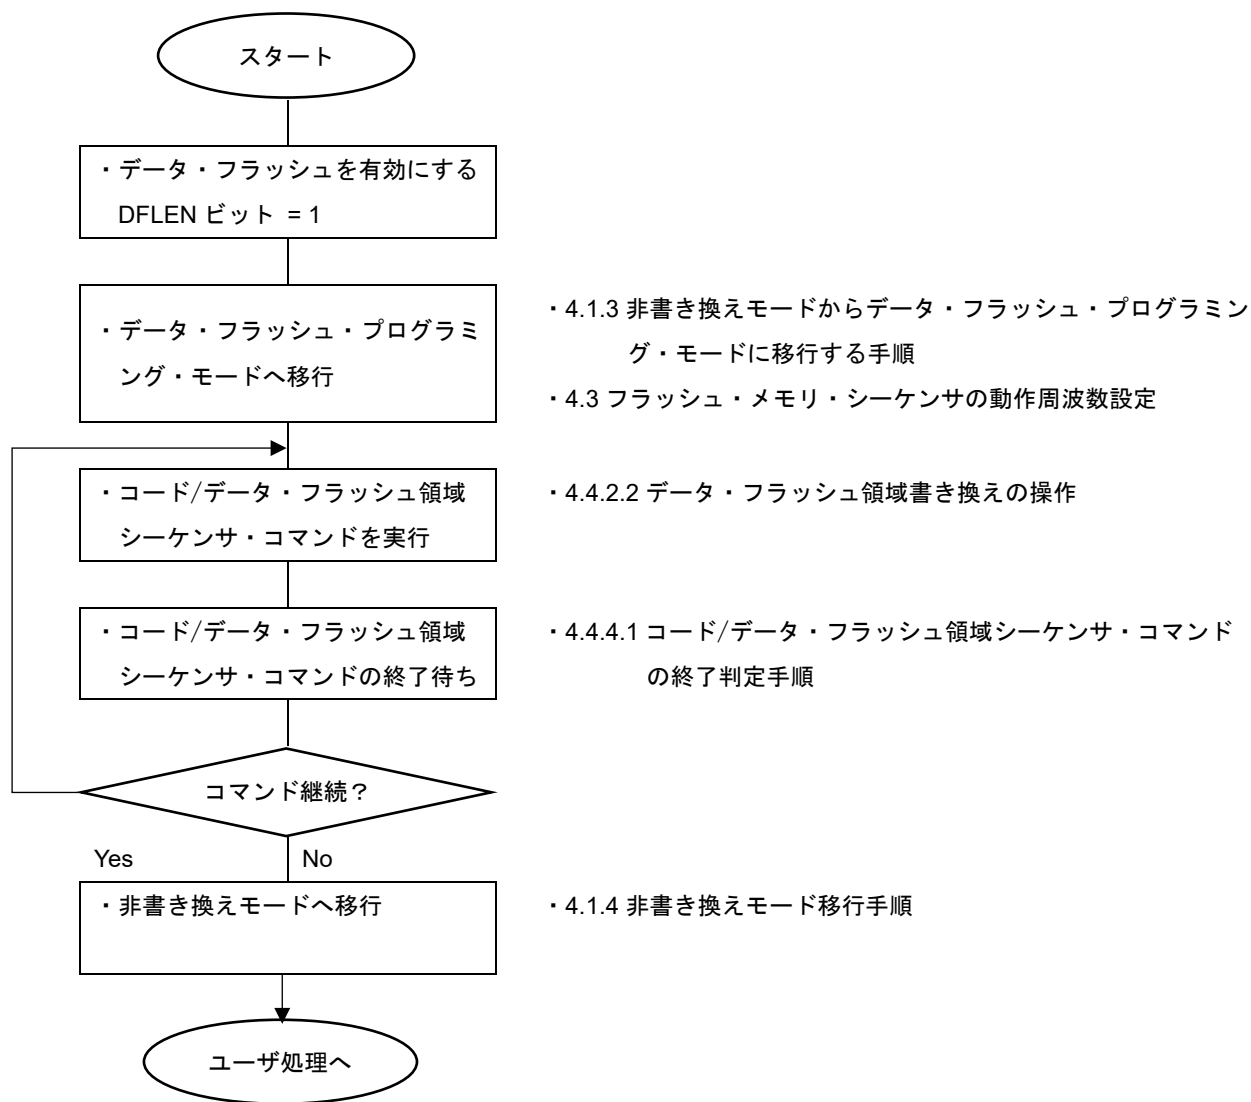 スタート
・データ・フラッシュを有効にする
DFLEN ビット = 1
・データ・フラッシュ・プログラミ
ング・モードへ移行
・4.1.3 非書き換えモードからデータ・フラッシュ・プログラミン
グ・モードに移行する手順
・4.3 フラッシュ・メモリ・シーケンサの動作周波数設定
・コード/データ・フラッシュ領域
シーケンサ・コマンドを実行
・4.4.2.2 データ・フラッシュ領域書き換えの操作
・コード/データ・フラッシュ領域
シーケンサ・コマンドの終了待ち
・4.4.4.1 コード/データ・フラッシュ領域シーケンサ・コマンド
の終了判定手順
コマンド継続？
Yes
No
・非書き換えモードへ移行
・4.1.4 非書き換えモード移行手順
ユーザ処理へ